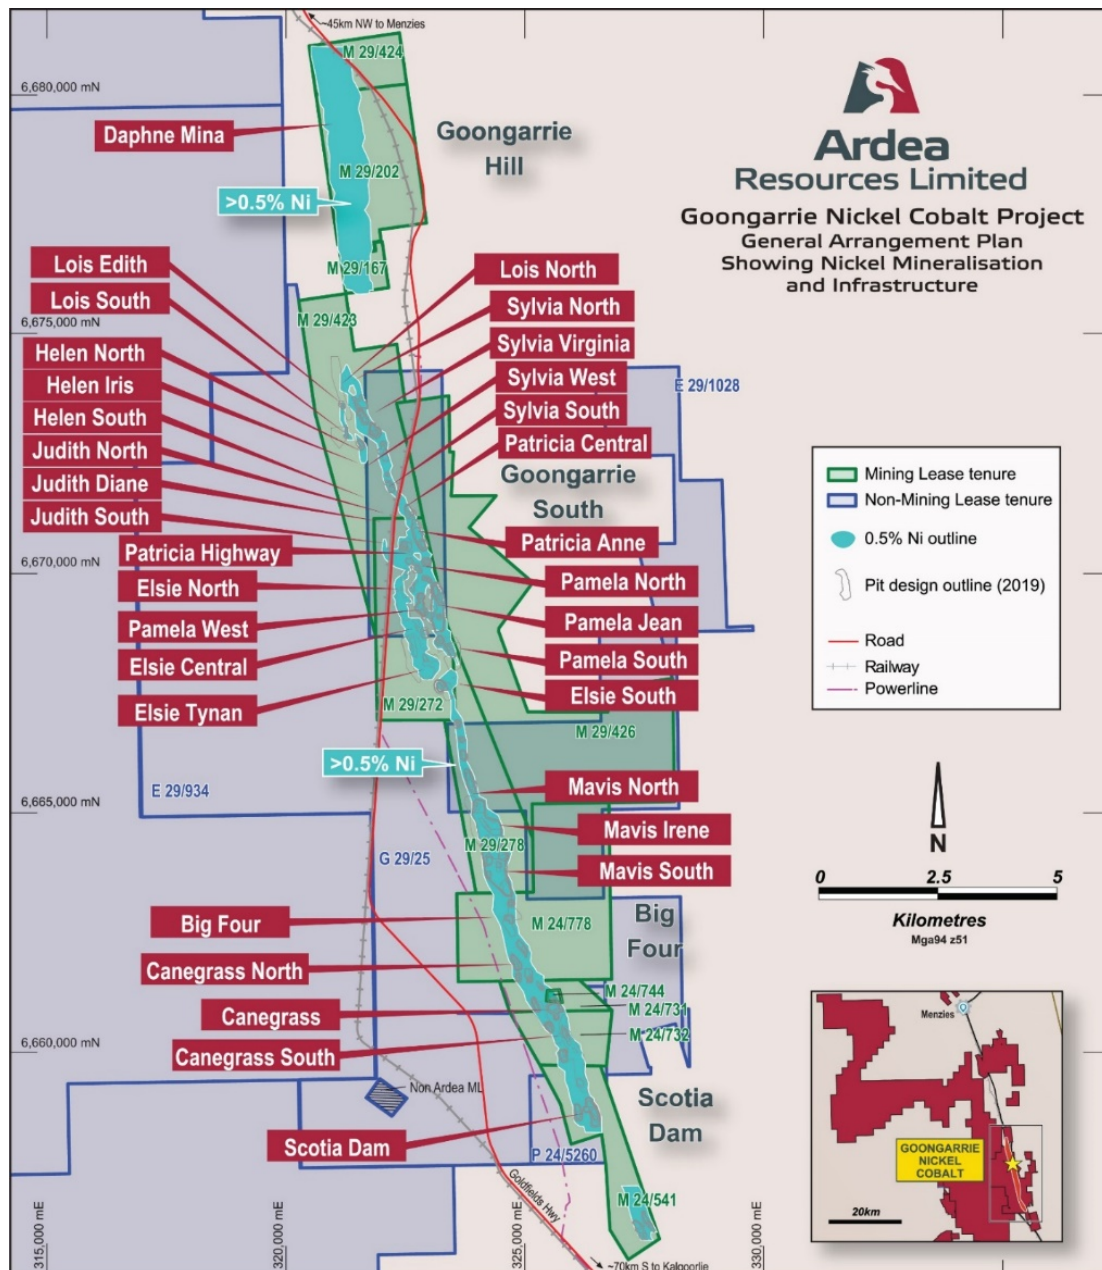 ~45km NW to Menzies
M 29/424
6,680,000 mN
Daphne Mina
Goongarrie
Hill
M 29/202
>0.5% Ni
Ardea
Resources Limited
Goongarrie Nickel Cobalt Project
General Arrangement Plan
Showing Nickel Mineralisation
and Infrastructure
M 29/167
Lois Edith
Lois South
Lois North
M 29/423
Sylvia North
6,675,000 mN
Helen North
Sylvia Virginia
Helen Iris
Sylvia West
E 29/1028
Helen South
Sylvia South
Judith North
Patricia Central
Judith Diane
Goongarrie
South
Judith South
Patricia Highway
Patricia Anne
6,670,000 mN
Elsie North
Pamela North
Pamela West
Pamela Jean
Elsie Central
Pamela South
Elsie Tynan
Elsie South
M 29/272
M 29/426
>0.5% Ni
E 29/934
Mavis North
6,665,000 mN
Mavis Irene
M 29/278
G 29/25
Mavis South
Big Four
M 24/778
Big
Four
Canegrass North
M 24/744
M 24/731
Canegrass
M 24/732
Canegrass South
6,660,000 mN
Non Ardea ML
Scotia
Dam
Scotia Dam
P 24/5260
M 24/541
Goldfields Hwy
~70km S to Kalgoorlie
315,000 mE
320,000 mE
325,000 mE
330,000 mE
Mining Lease tenure
Non-Mining Lease tenure
0.5% Ni outline
Pit design outline (2019)
Road
Railway
Powerline
N
0
2.5
5
Kilometres
Mga94 z51
Menzies
GOONGARRIE
NICKEL
COBALT
20km